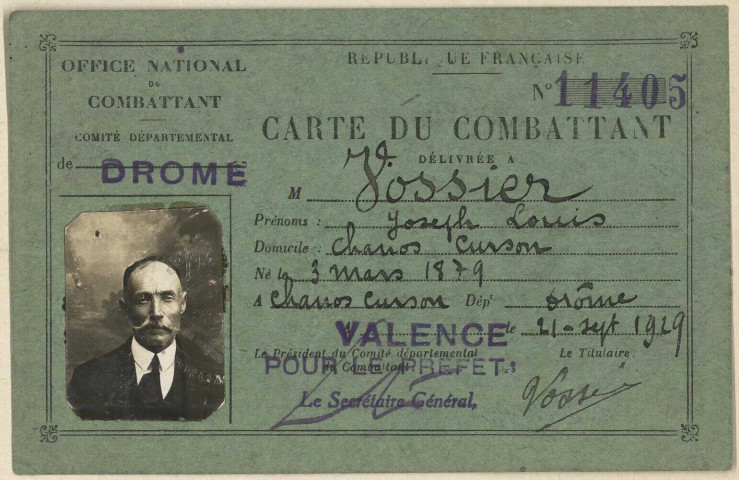 OFFICE NATIONAL
DU
COMBATTANT
COMITÉ DÉPARTEMENTAL
de DROME
REPUBLIQUE FRANÇAISE
N° 11405
CARTE DU COMBATTANT
DÉLIVRÉE A
M Vossier
Prénoms : Joseph Louis
Domicile : Chanos Curson
Né le 3 Mars 1879
A Chanos Curson Dépt drôme
VALENCE le 21-sept 1929
Le Président du Comité départemental
du Combattant
Le Titulaire.
POUR LE PREFET:
Le Secrétaire Général,
Vossier